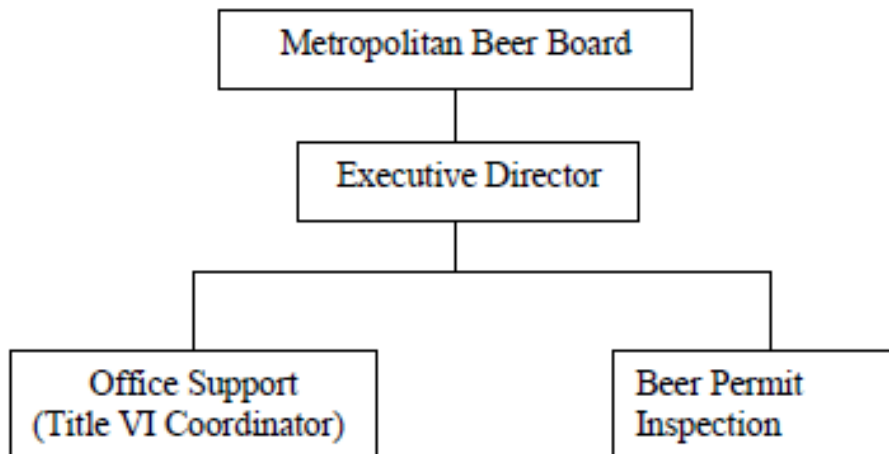 Metropolitan Beer Board
Executive Director
Office Support
(Title VI Coordinator)
Beer Permit
Inspection